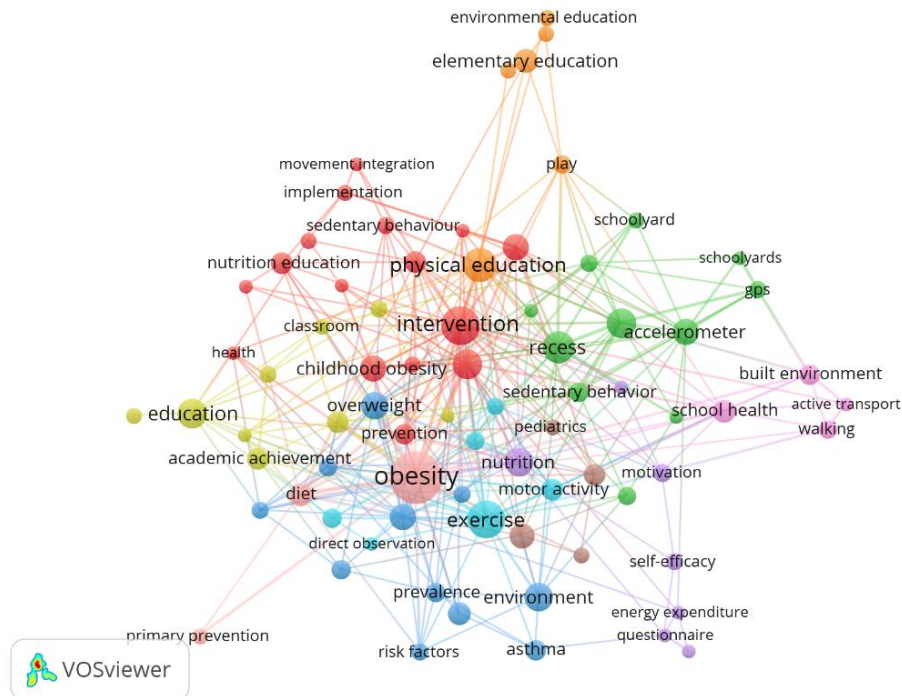 environmental education
elementary education
movement integration
play
implementation
schoolyard
sedentary behaviour
schoolyards
nutrition education
physical education
gps
classroom
intervention
accelerometer
recess
health
childhood obesity
built environment
sedentary behavior
active transport
education
overweight
school health
walking
prevention
pediatrics
academic achievement
nutrition
motivation
obesity
diet
motor activity
exercise
direct observation
self-efficacy
prevalence
environment
energy expenditure
primary prevention
questionnaire
risk factors
asthma
VOSviewer